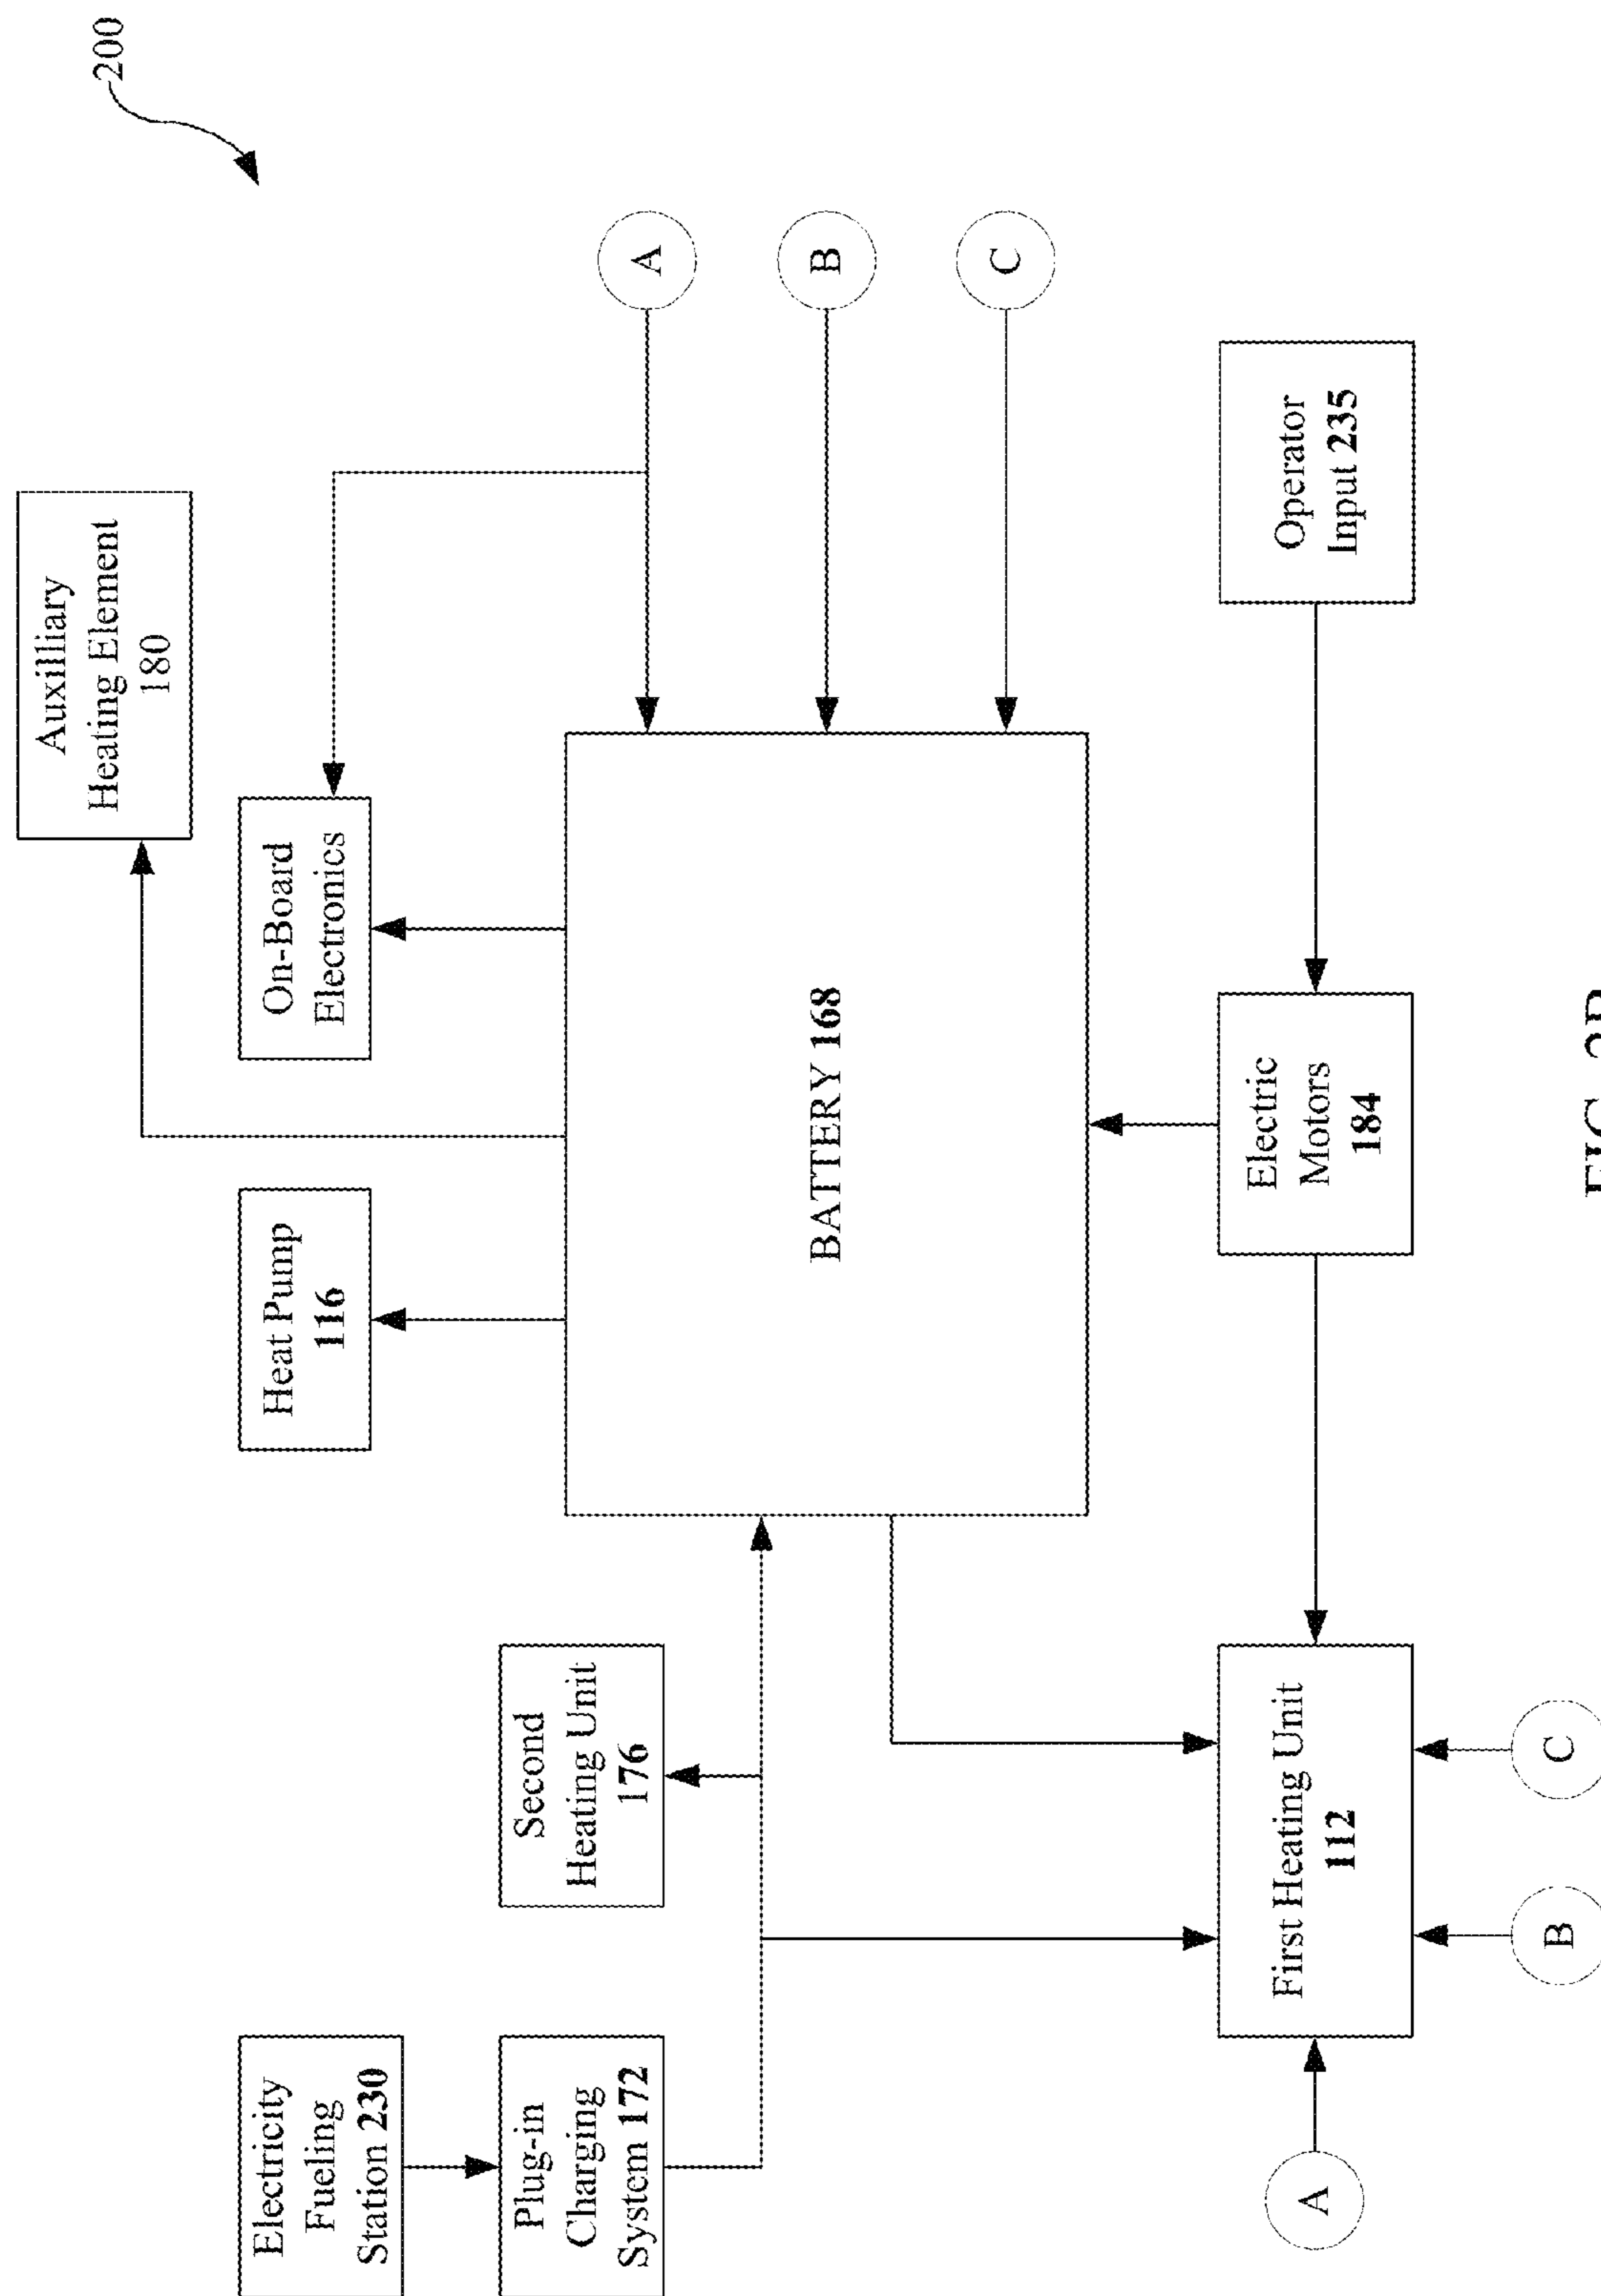 Auxilliary
Heating Element
180
200
Electricity
Fueling
Station 230
Heat Pump
116
On-Board
Electronics
Plug-in
Charging
System 172
Second
Heating Unit
176
A
BATTERY 168
B
C
A
First Heating Unit
112
Electric
Motors
184
Operator
Input 235
B
C